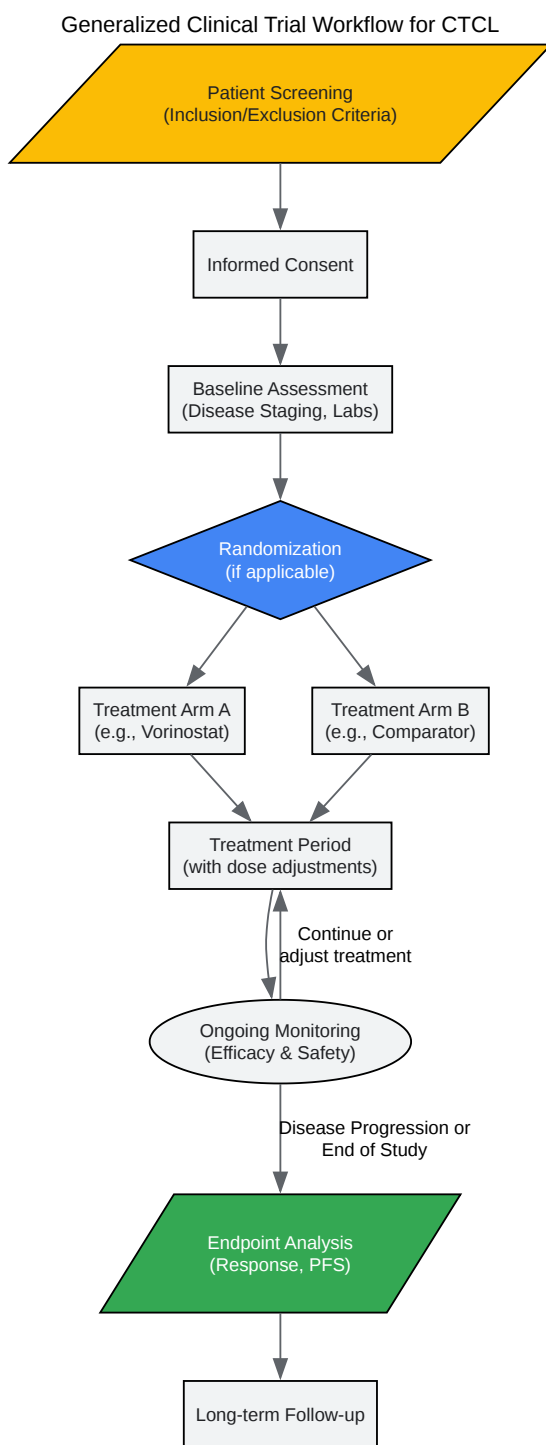 Generalized Clinical Trial Workflow for CTCL
Patient Screening
(Inclusion/Exclusion Criteria)
Informed Consent
Baseline Assessment
(Disease Staging, Labs)
Randomization
(if applicable)
Treatment Arm A
(e.g., Vorinostat)
Treatment Arm B
(e.g., Comparator)
Treatment Period
(with dose adjustments)
Continue or
adjust treatment
Ongoing Monitoring
(Efficacy & Safety)
Disease Progression or
End of Study
Endpoint Analysis
(Response, PFS)
Long-term Follow-up